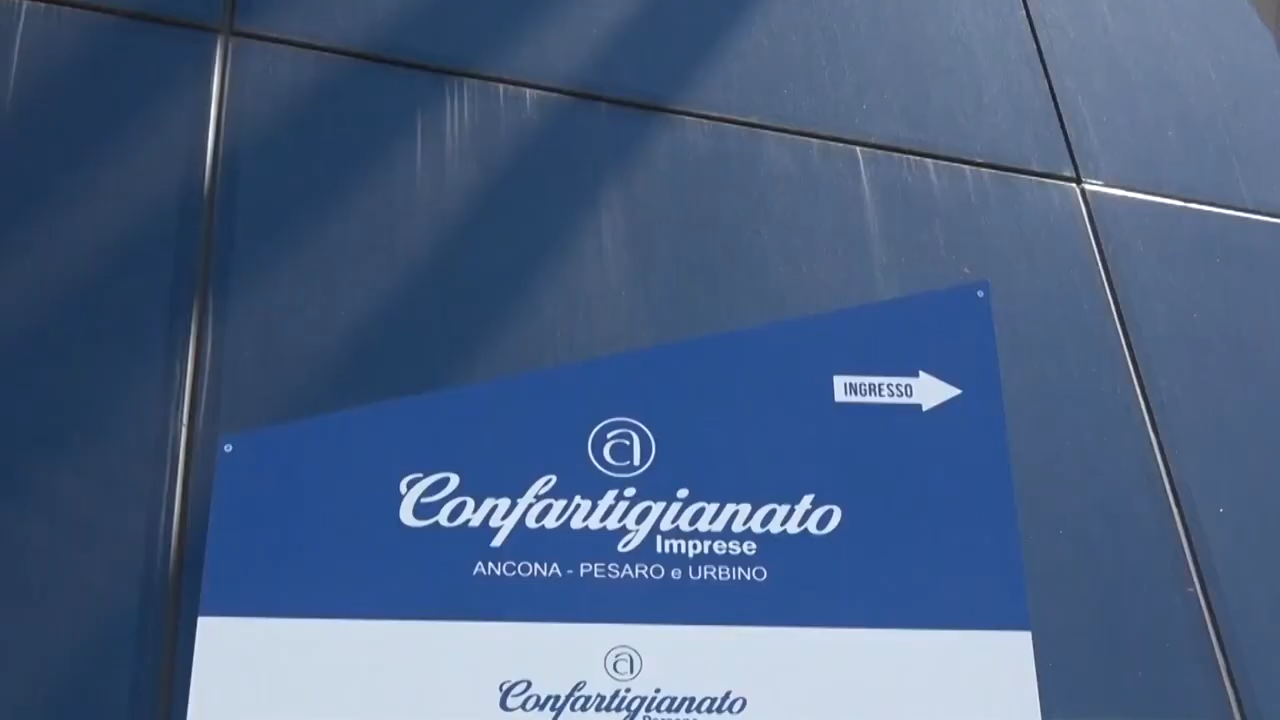 INGRESSO
a
Confartigianato
Imprese
ANCONA - PESARO e URBINO
a
Confartigianato